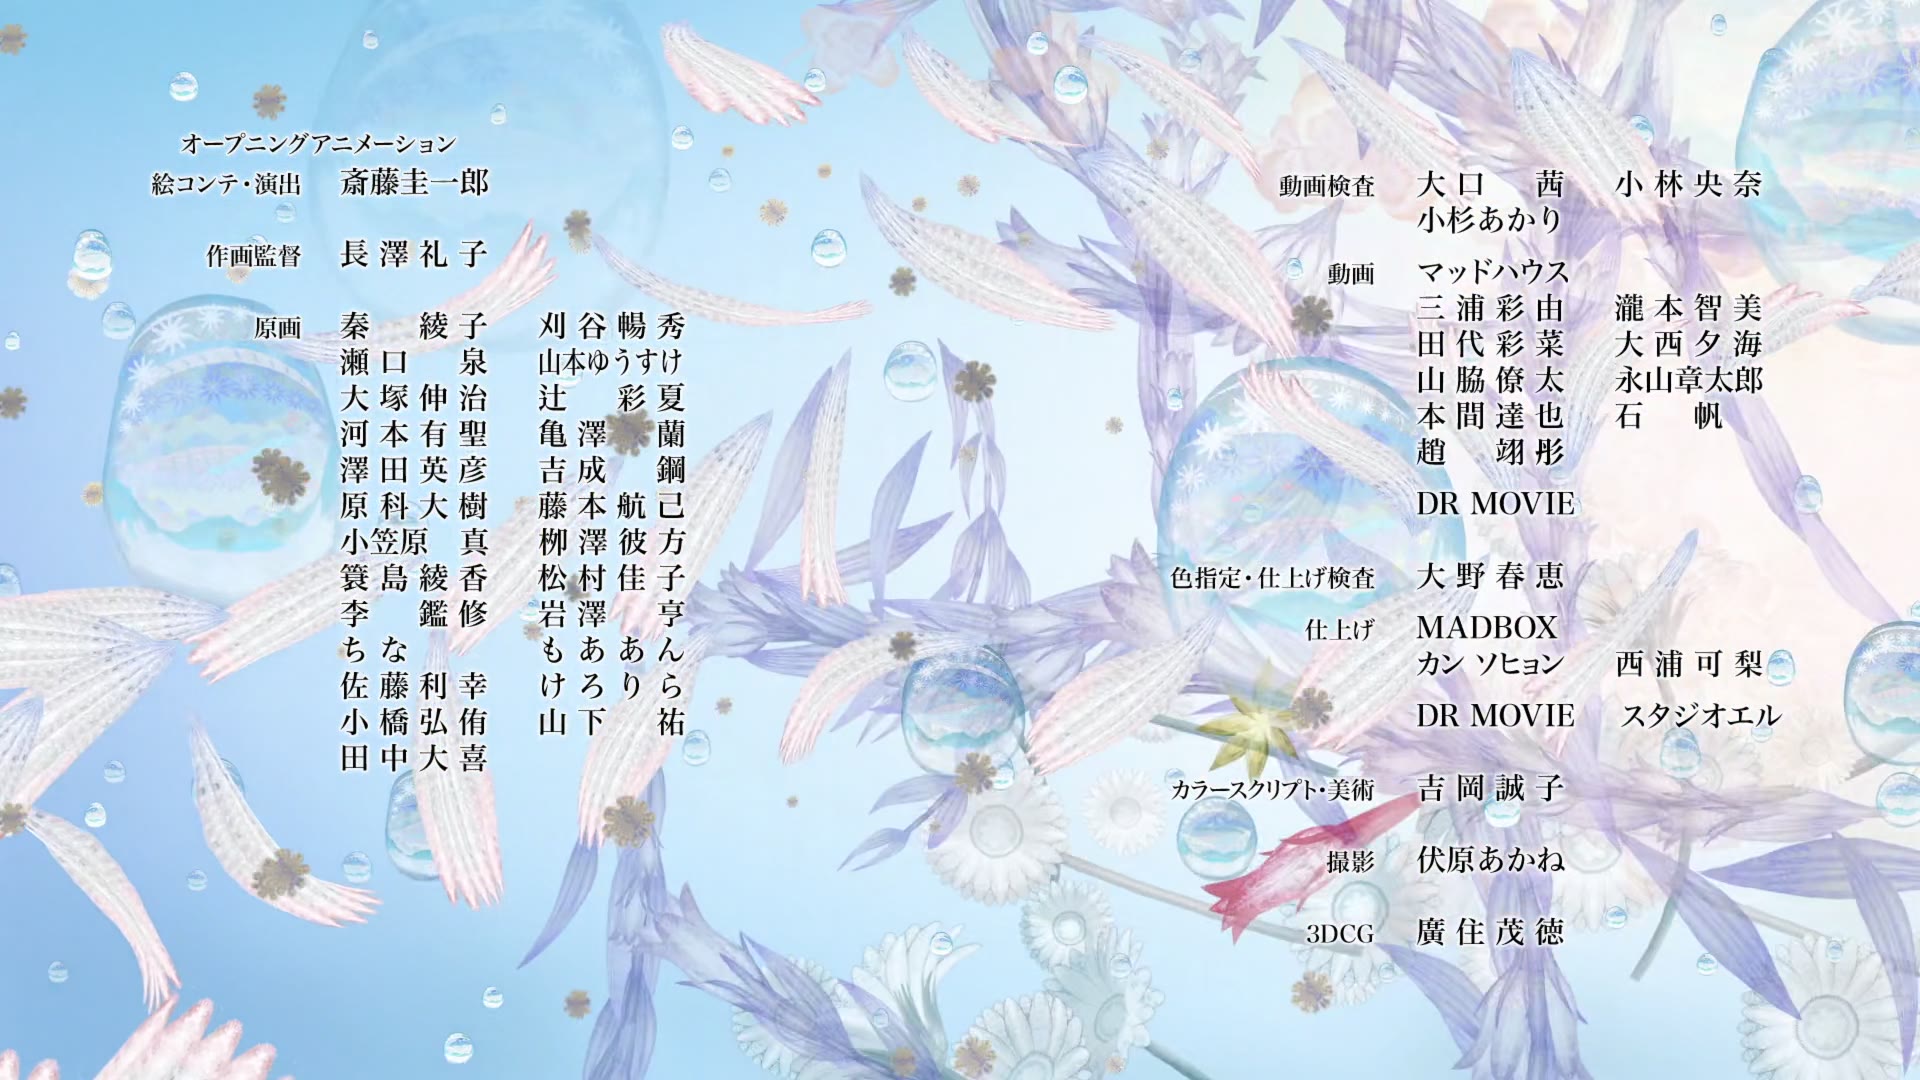 オープニングアニメーション
絵コンテ・演出 斎藤圭一郎
作画監督 長澤礼子
原画 秦 綾子 刈谷暢秀
瀬口 泉 山本ゆうすけ
大塚伸治 辻 彩夏
河本有聖 亀澤 蘭
澤田英彦 吉成 鋼
原科大樹 藤本航己
小笠原 真 栁澤彼方
簑島綾香 松村佳子
李 鑑修 岩澤 亨
ちな もああん
佐藤利幸 けろりら
小橋弘侑 山下 祐
田中大喜
動画検査 大口 茜 小林央奈
小杉あかり
動画 マッドハウス
三浦彩由 瀧本智美
田代彩菜 大西夕海
山脇僚太 永山章太郎
本間達也 石 帆
趙 翊彤
DR MOVIE
色指定・仕上げ検査 大野春恵
仕上げ MADBOX
カン ソヒョン 西浦可梨
DR MOVIE スタジオエル
カラースクリプト・美術 吉岡誠子
撮影 伏原あかね
3DCG 廣住茂徳